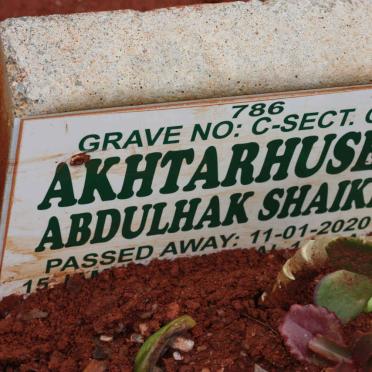 786
GRAVE NO: C-SECT.
AKHTARHUSE
ABDULHAK SHAIK
PASSED AWAY: 11-01-2020